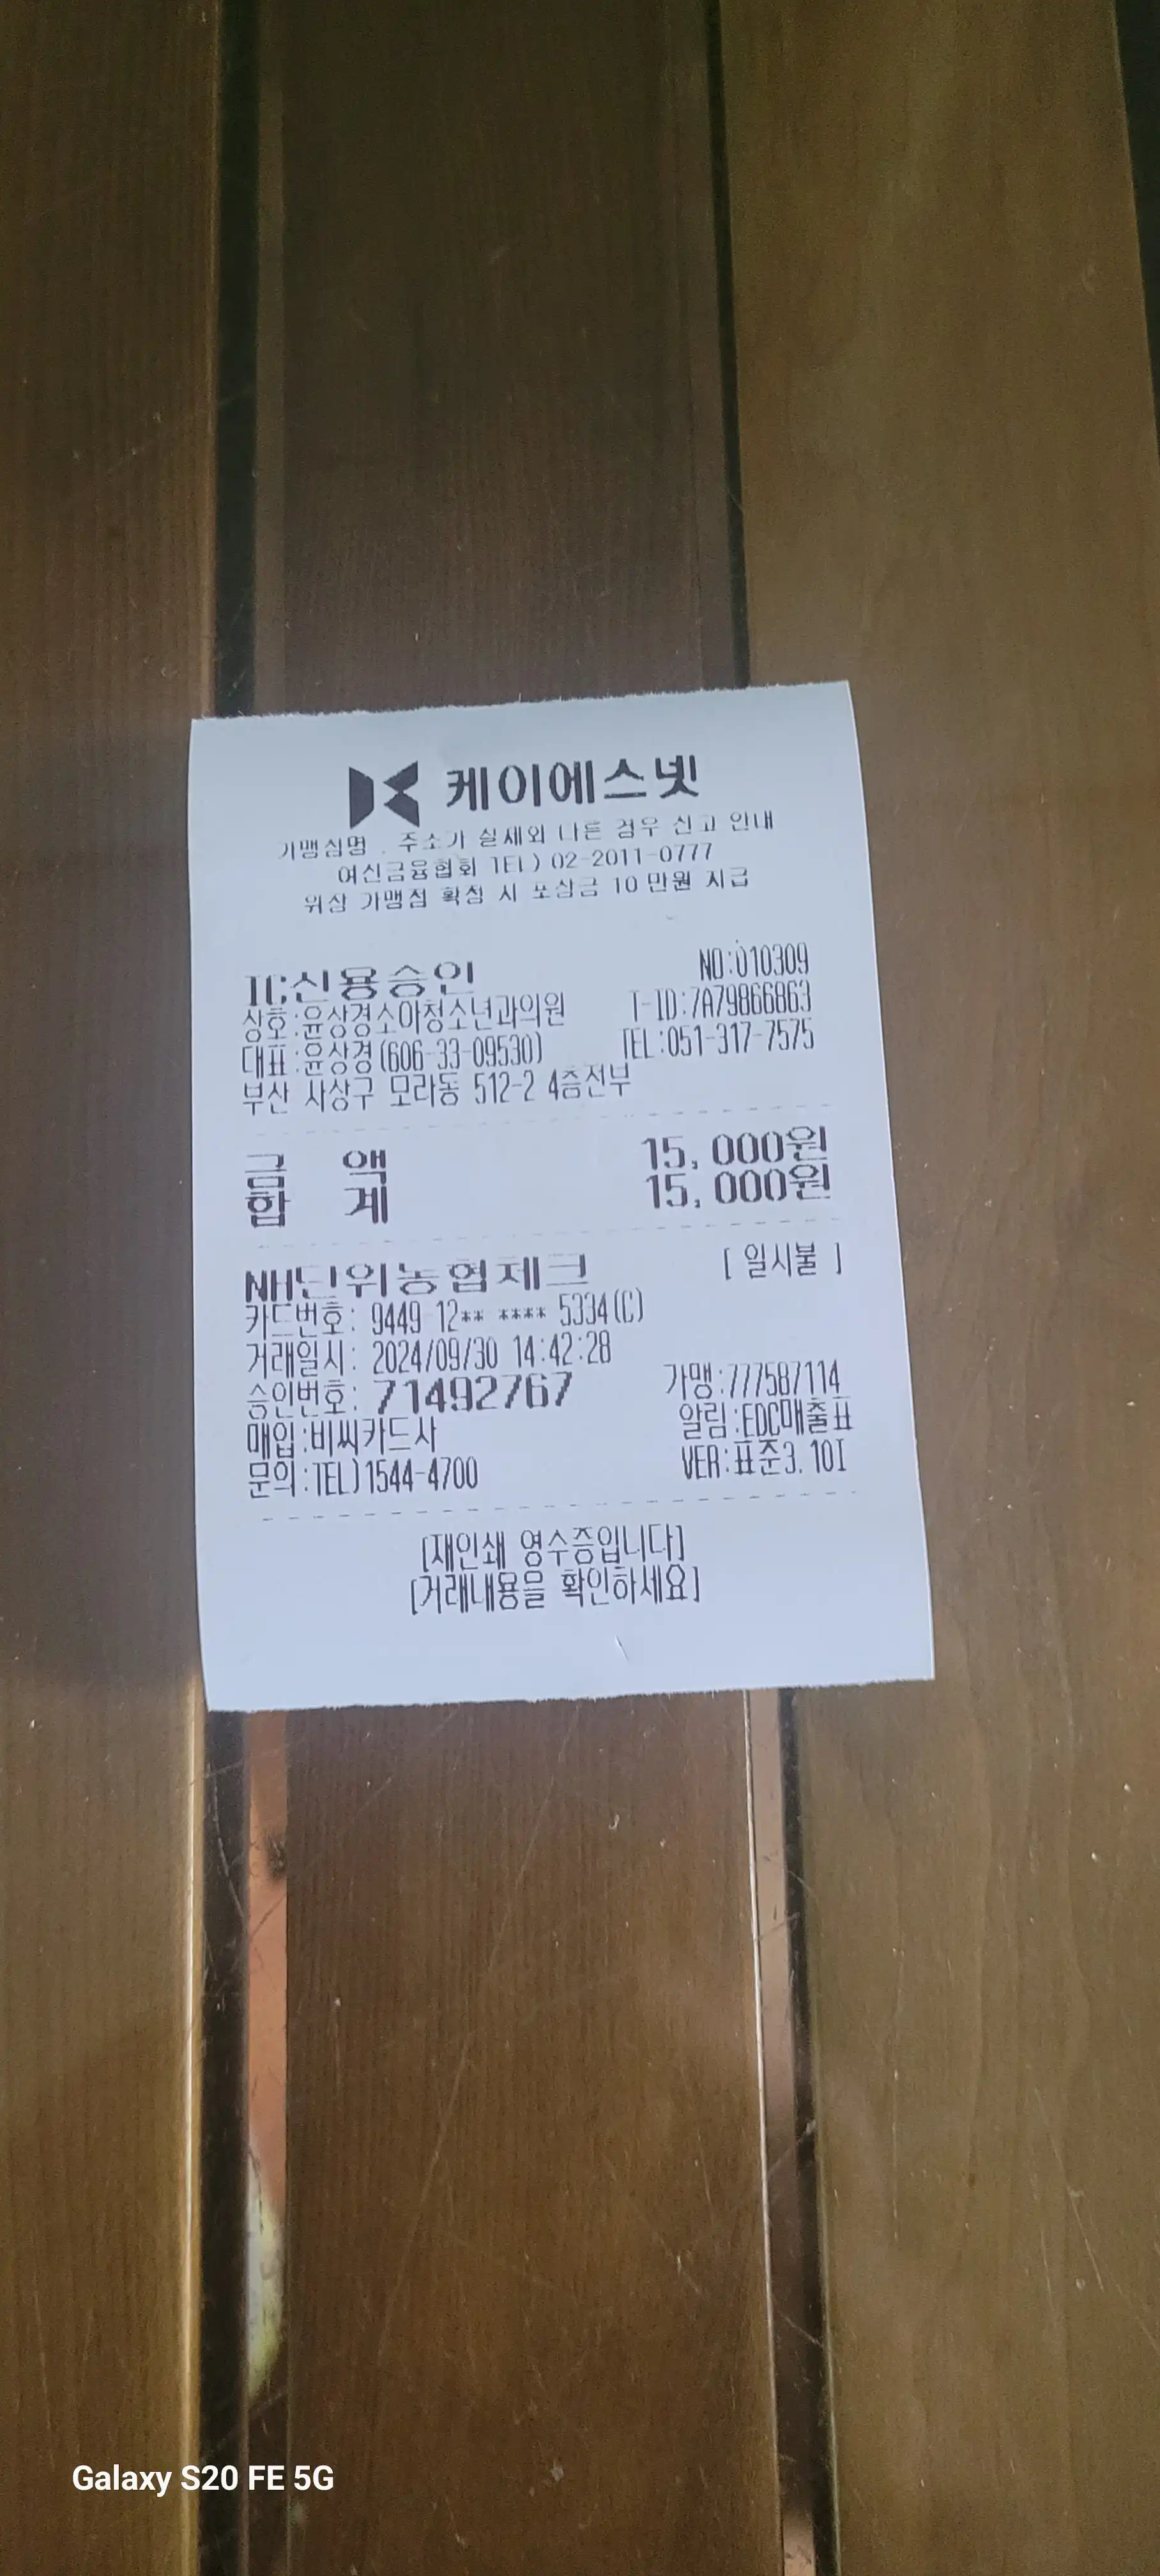 케이에스넷
가맹점명 . 주소가 실제와 다른 경우 신고 안내
여신금융협회 TEL) 02-2011-0777
위장 가맹점 확정 시 포상금 10 만원 지급
IC신용승인 NO:010309
상호:윤상경소아청소년과의원 T-ID:7A79866863
대표:윤상경(606-33-09530) TEL:051-317-7575
부산 사상구 모라동 512-2 4층전부
금 액 15,000원
합 계 15,000원
NH단위농협체크 [ 일시불 ]
카드번호: 9449 12** **** 5334(C)
거래일시: 2024/09/30 14:42:28
승인번호: 71492767 가맹:777587114
매입:비씨카드사 알림:EDC매출표
문의:TEL)1544-4700 VER:표준3.10I
[재인쇄 영수증입니다]
[거래내용을 확인하세요]
Galaxy S20 FE 5G